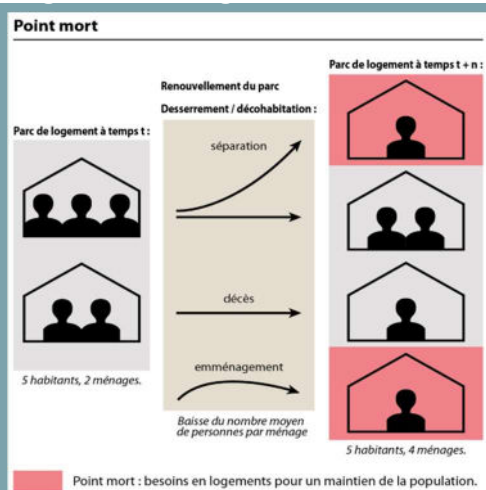 Point mort
Parc de logement à temps t + n :
Renouvellement du parc
Desserrement / décohabitation :
Parc de logement à temps t :
séparation
décès
emménagement
5 habitants, 2 ménages.
Baisse du nombre moyen
de personnes par ménage
5 habitants, 4 ménages.
Point mort : besoins en logements pour un maintien de la population.